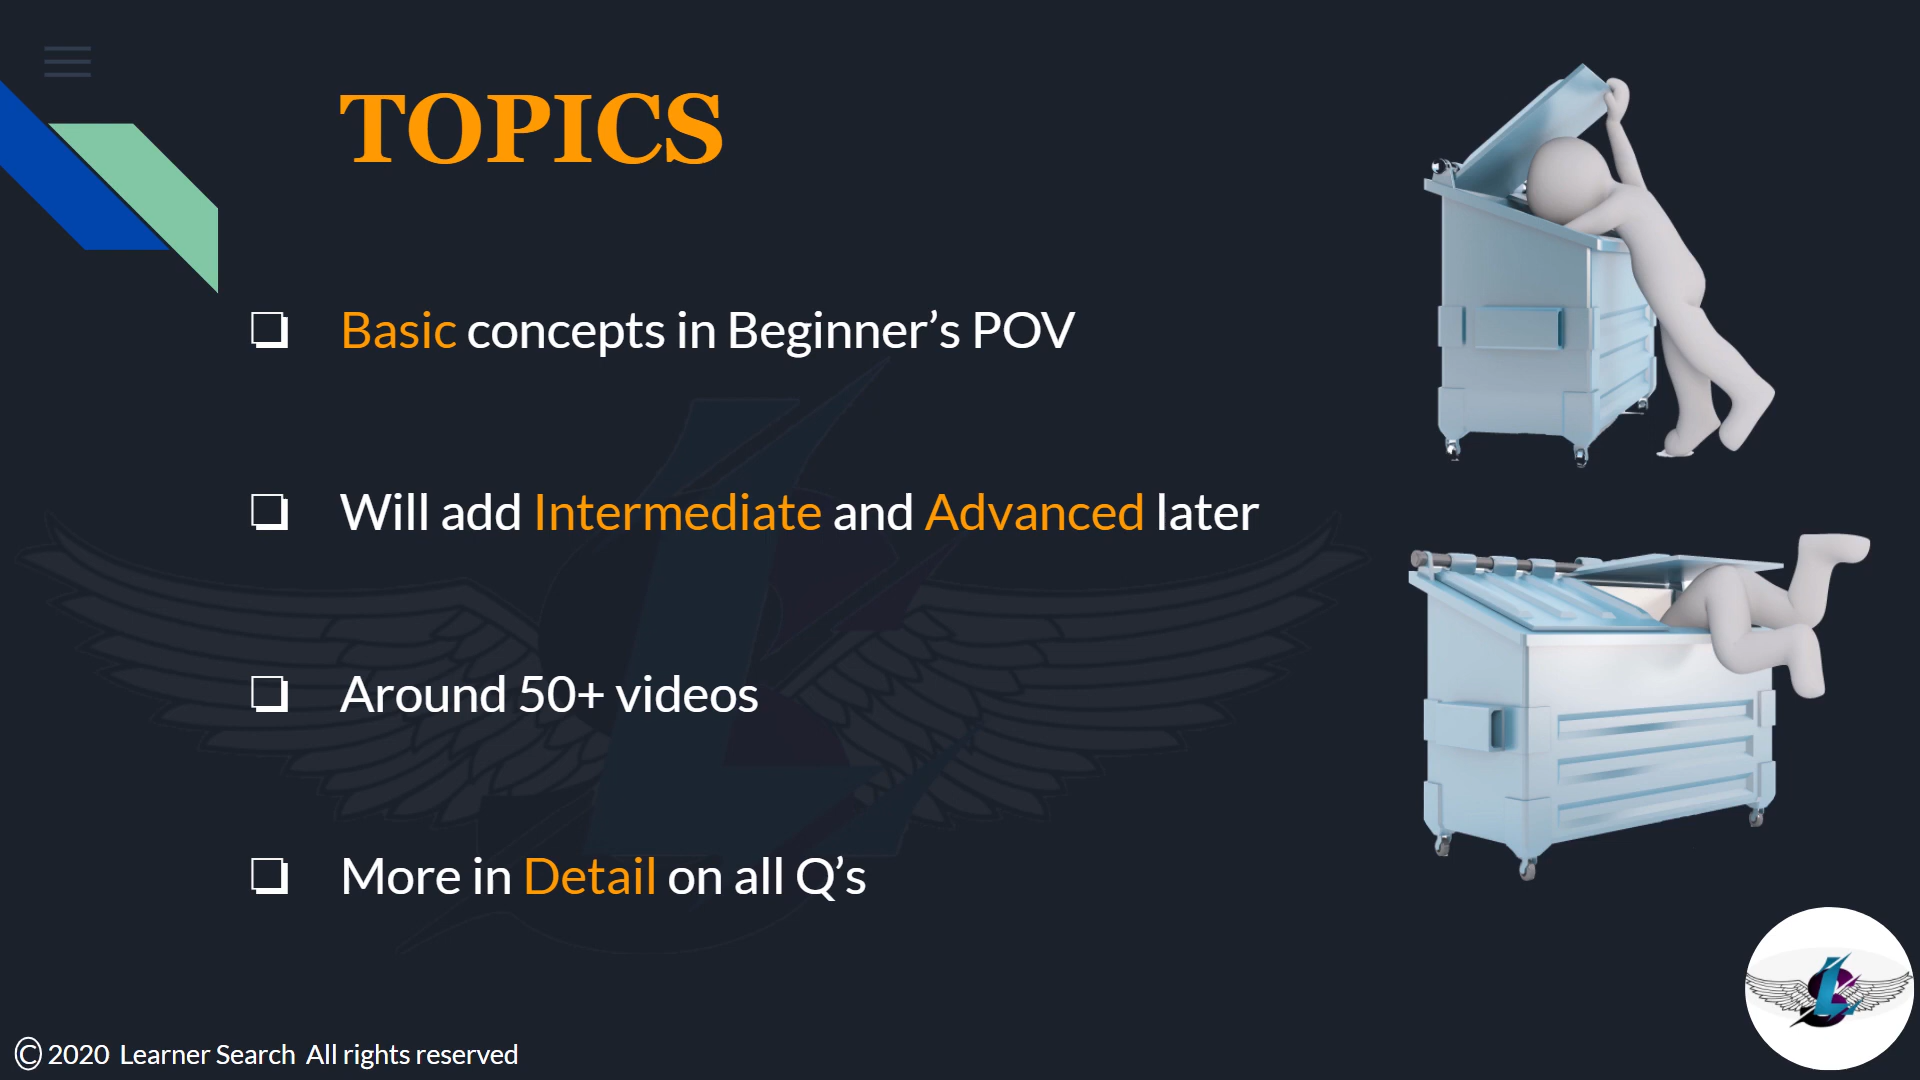 TOPICS
❏ Basic concepts in Beginner’s POV
❏ Will add Intermediate and Advanced later
❏ Around 50+ videos
❏ More in Detail on all Q’s
© 2020 Learner Search All rights reserved